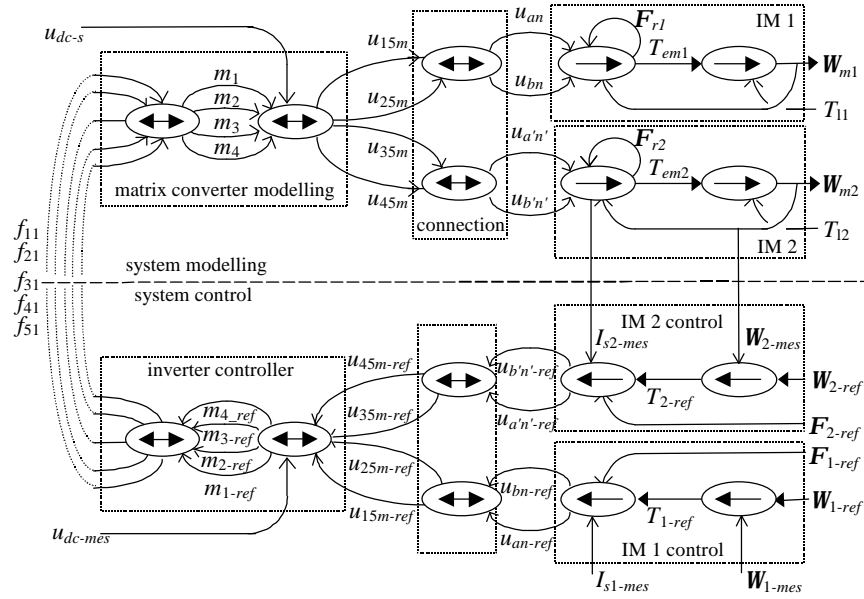 u_dc-s
m_1
m_2
m_3
m_4
matrix converter modelling
u_15m
u_25m
u_35m
u_45m
connection
u_an
u_bn
u_a'n'
u_b'n'
F_r1
T_em1
IM 1
W_m1
T_l1
F_r2
T_em2
W_m2
T_l2
IM 2
f_11
f_21
f_31
f_41
f_51
system modelling
system control
inverter controller
m_4_ref
m_3-ref
m_2-ref
m_1-ref
u_dc-mes
u_45m-ref
u_35m-ref
u_25m-ref
u_15m-ref
u_b'n'-ref
u_a'n'-ref
u_bn-ref
u_an-ref
IM 2 control
I_s2-mes
W_2-mes
T_2-ref
W_2-ref
F_2-ref
F_1-ref
T_1-ref
W_1-ref
IM 1 control
I_s1-mes
W_1-mes